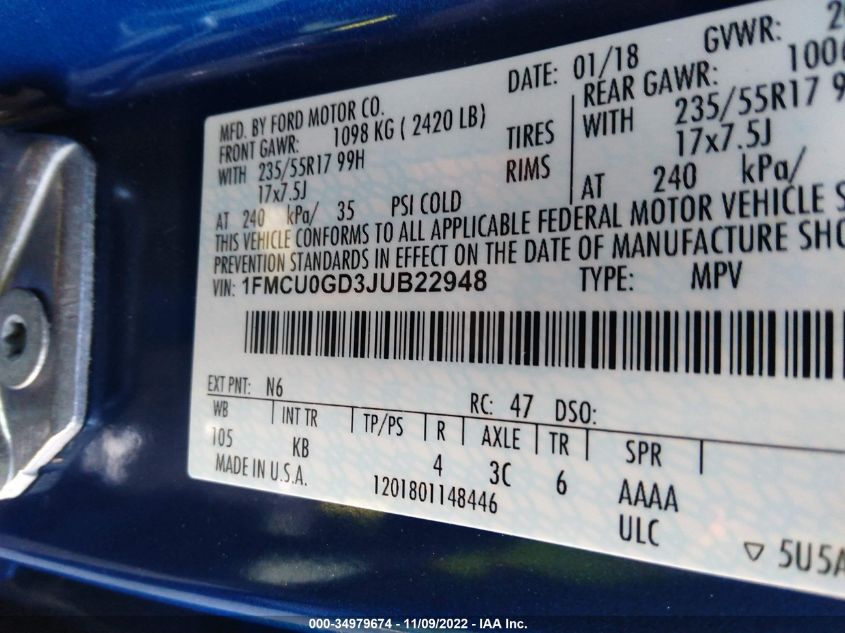 MFD. BY FORD MOTOR CO.
DATE: 01/18
GVWR:
FRONT GAWR: 1098 KG ( 2420 LB)
REAR GAWR: 1006
WITH 235/55R17 99H
TIRES
WITH 235/55R17 9
17x7.5J
RIMS
17x7.5J
AT 240 kPa/ 35 PSI COLD
AT 240 kPa/
THIS VEHICLE CONFORMS TO ALL APPLICABLE FEDERAL MOTOR VEHICLE S
PREVENTION STANDARDS IN EFFECT ON THE DATE OF MANUFACTURE SHO
VIN: 1FMCU0GD3JUB22948
TYPE: MPV
EXT PNT: N6
RC: 47 DSO:
WB | INT TR | TP/PS | R | AXLE | TR | SPR |
105 KB 4 3C 6 AAAA
MADE IN U.S.A.
1201801148446
ULC
▽ 5U5A
000-34979674 - 11/09/2022 - IAA Inc.